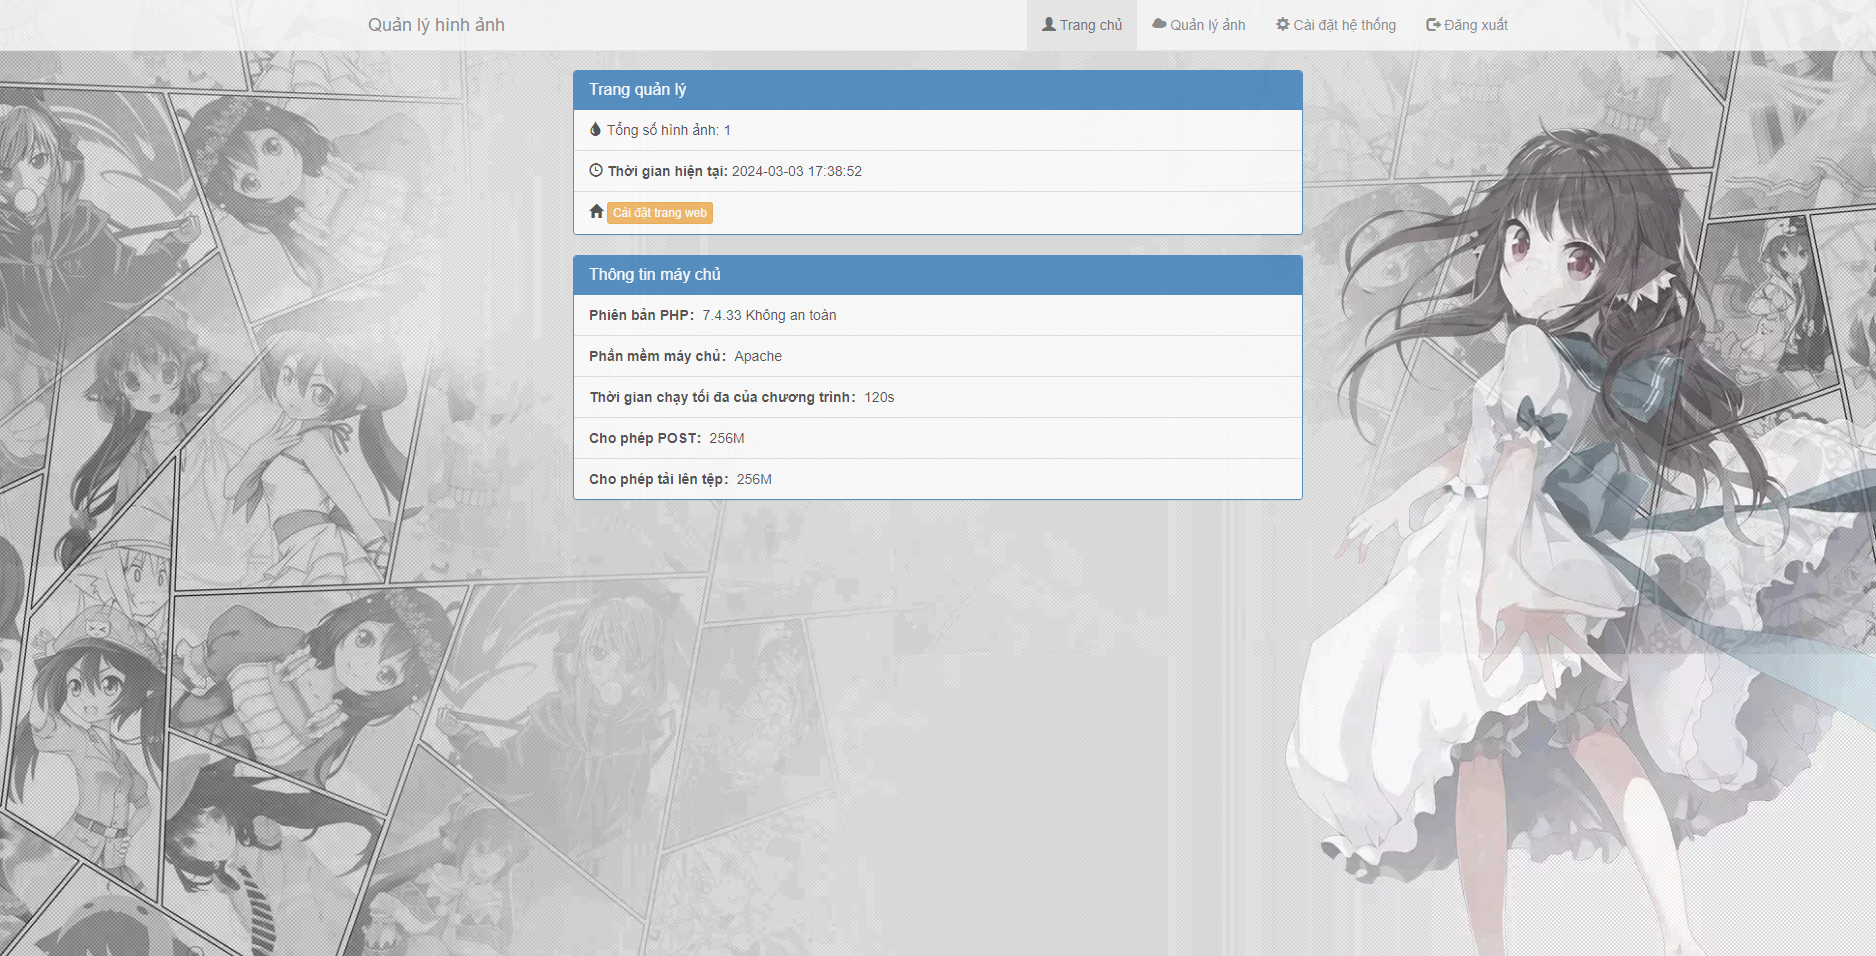 Quản lý hình ảnh
Trang chủ
Quản lý ảnh
Cài đặt hệ thống
Đăng xuất
Trang quản lý
Tổng số hình ảnh: 1
Thời gian hiện tại: 2024-03-03 17:38:52
Cài đặt trang web
Thông tin máy chủ
Phiên bản PHP：7.4.33 Không an toàn
Phần mềm máy chủ：Apache
Thời gian chạy tối đa của chương trình：120s
Cho phép POST：256M
Cho phép tải lên tệp：256M